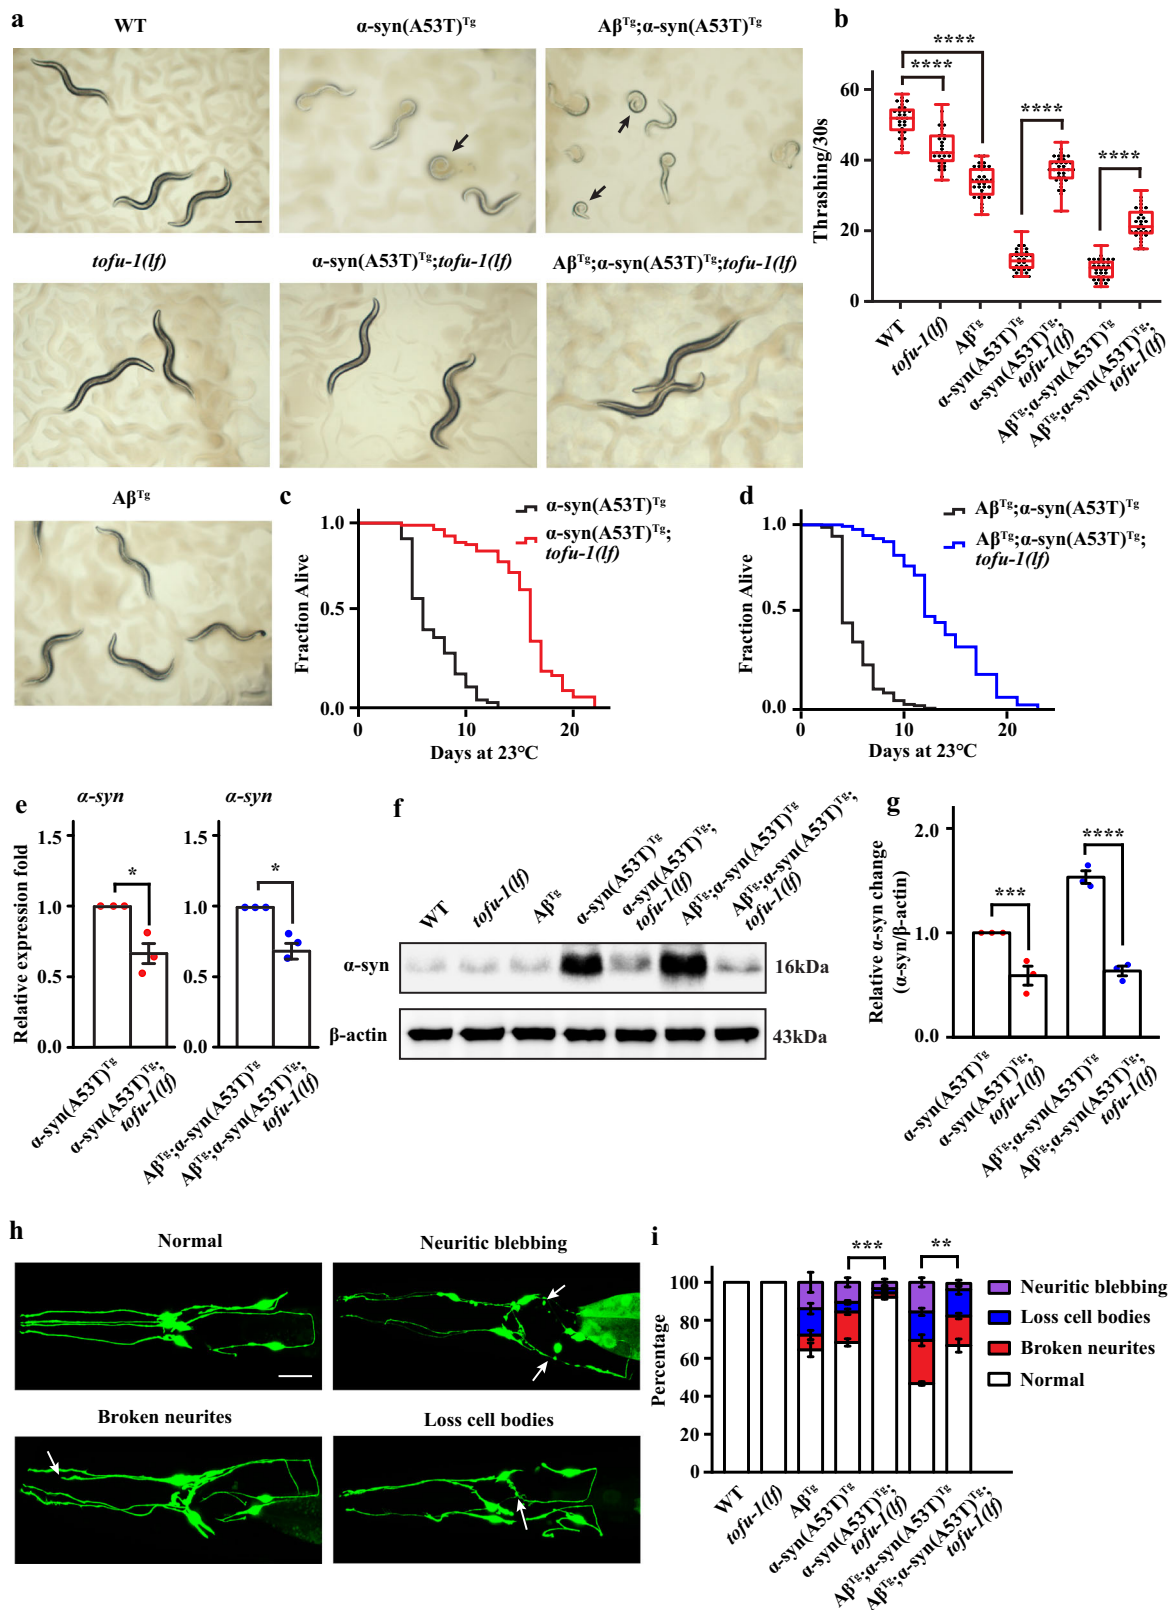 a
WT
α-syn(A53T)Tg
AβTg;α-syn(A53T)Tg
tofu-1(lf)
α-syn(A53T)Tg;tofu-1(lf)
AβTg;α-syn(A53T)Tg;tofu-1(lf)
AβTg
b
****
****
****
****
Thrashing/30s
60
40
20
0
WT
tofu-1(lf)
AβTg
α-syn(A53T)Tg
α-syn(A53T)Tg;
tofu-1(lf)
AβTg;α-syn(A53T)Tg
AβTg;α-syn(A53T)Tg;
tofu-1(lf)
c
α-syn(A53T)Tg
α-syn(A53T)Tg;
tofu-1(lf)
Fraction Alive
1.0
0.5
0.0
0
10
20
Days at 23°C
d
AβTg;α-syn(A53T)Tg
AβTg;α-syn(A53T)Tg;
tofu-1(lf)
Fraction Alive
1.0
0.5
0.0
0
10
20
Days at 23°C
e
α-syn
Relative expression fold
1.5
1.0
0.5
0.0
*
α-syn(A53T)Tg
α-syn(A53T)Tg;
tofu-1(lf)
α-syn
1.5
1.0
0.5
0.0
*
AβTg;α-syn(A53T)Tg
AβTg;α-syn(A53T)Tg;
tofu-1(lf)
f
WT
tofu-1(lf)
AβTg
α-syn(A53T)Tg
α-syn(A53T)Tg;
tofu-1(lf)
AβTg;α-syn(A53T)Tg
AβTg;α-syn(A53T)Tg;
tofu-1(lf)
α-syn
16kDa
β-actin
43kDa
g
Relative α-syn change
(α-syn/β-actin)
2.0
1.0
0.0
***
****
α-syn(A53T)Tg
α-syn(A53T)Tg;
tofu-1(lf)
AβTg;α-syn(A53T)Tg
AβTg;α-syn(A53T)Tg;
tofu-1(lf)
h
Normal
Neuritic blebbing
Broken neurites
Loss cell bodies
i
***
**
Percentage
100
80
60
40
20
0
Neuritic blebbing
Loss cell bodies
Broken neurites
Normal
WT
tofu-1(lf)
AβTg
α-syn(A53T)Tg
α-syn(A53T)Tg;
tofu-1(lf)
AβTg;α-syn(A53T)Tg
AβTg;α-syn(A53T)Tg;
tofu-1(lf)